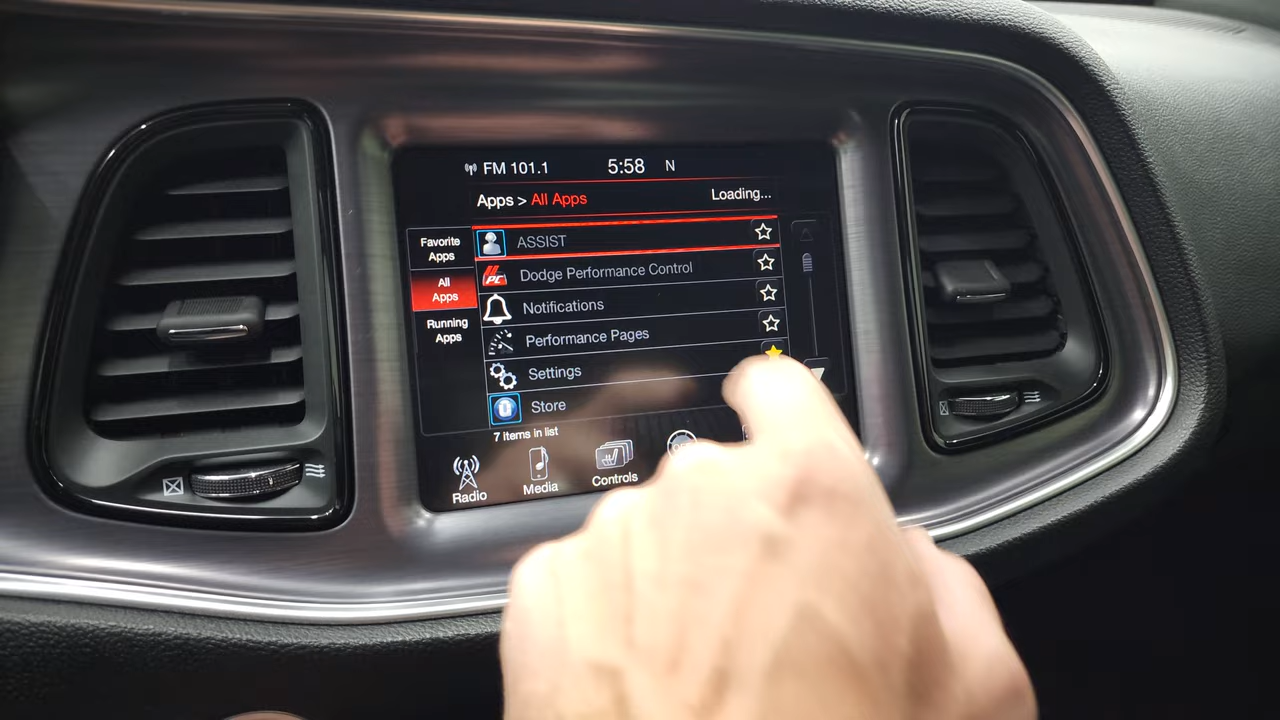 FM 101.1 5:58 N
Apps > All Apps Loading...
Favorite
Apps
All
Apps
Running
Apps
ASSIST
PC Dodge Performance Control
Notifications
Performance Pages
Settings
Store
7 items in list
Radio Media Controls